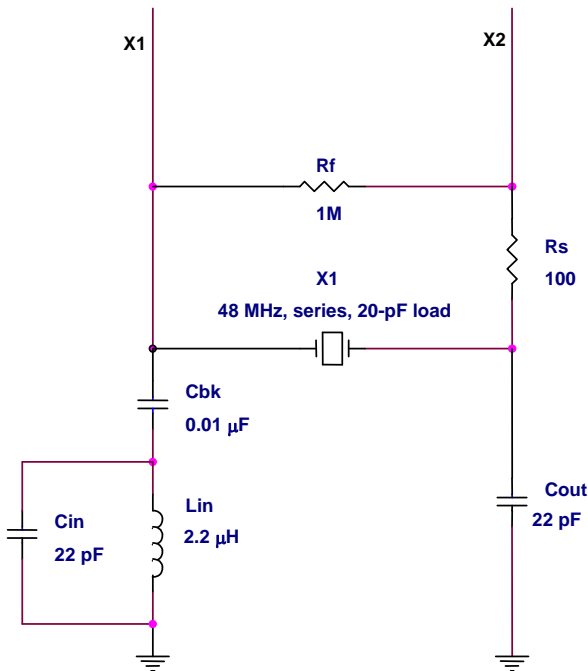 X1
X2
Rf
1M
Rs
100
X1
48 MHz, series, 20-pF load
Cbk
0.01 μF
Cin
22 pF
Lin
2.2 μH
Cout
22 pF